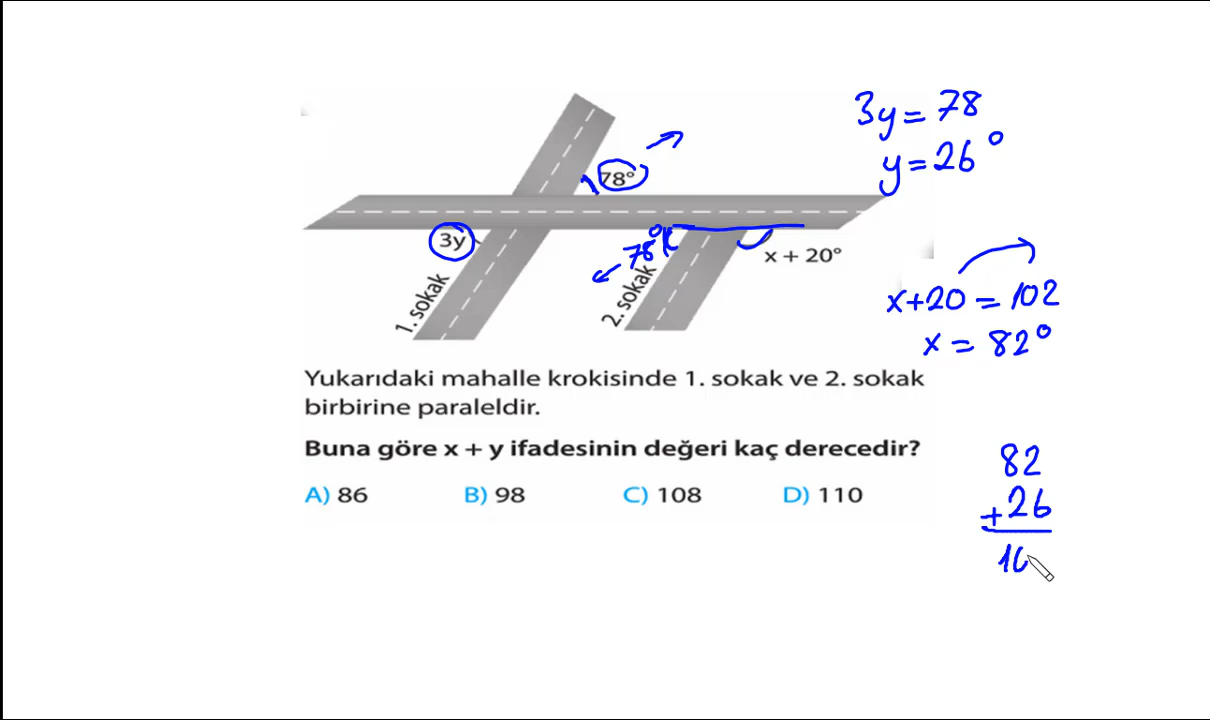 3y = 78
y = 26°
78°
3y
78°
x + 20°
1. sokak
2. sokak
x+20 = 102
x = 82°
Yukarıdaki mahalle krokisinde 1. sokak ve 2. sokak
birbirine paraleldir.
Buna göre x + y ifadesinin değeri kaç derecedir?
A) 86 B) 98 C) 108 D) 110
82
+ 26
10